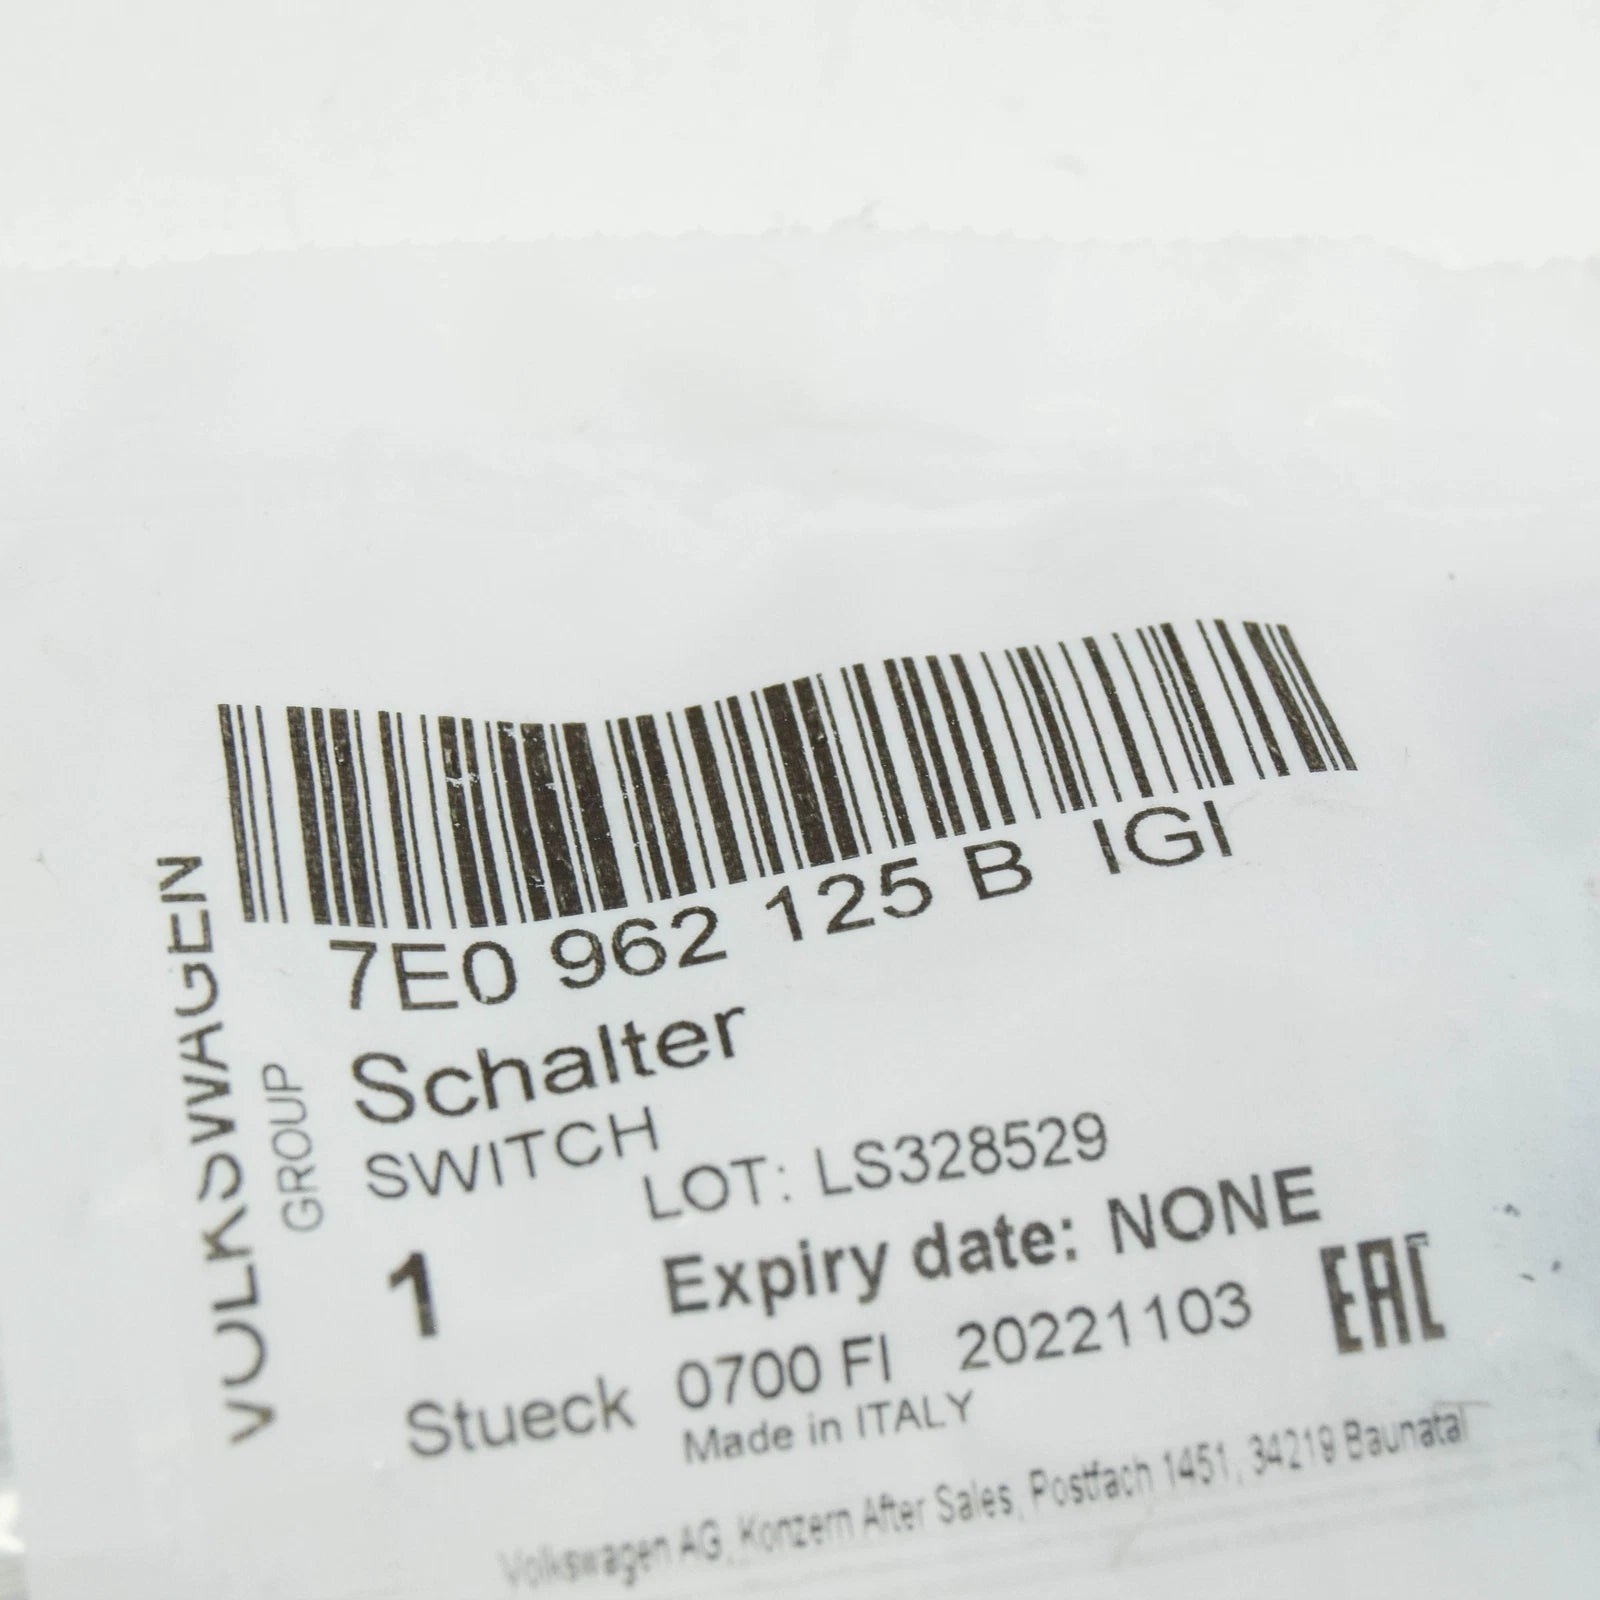 VOLKSWAGEN
GROUP
7E0 962 125 B IGI
Schalter
SWITCH
LOT: LS328529
1 Expiry date: NONE
Stueck 0700 FI 20221103 EAC
Made in ITALY
Volkswagen AG, Konzern After Sales, Postfach 1451, 34219 Baunatal